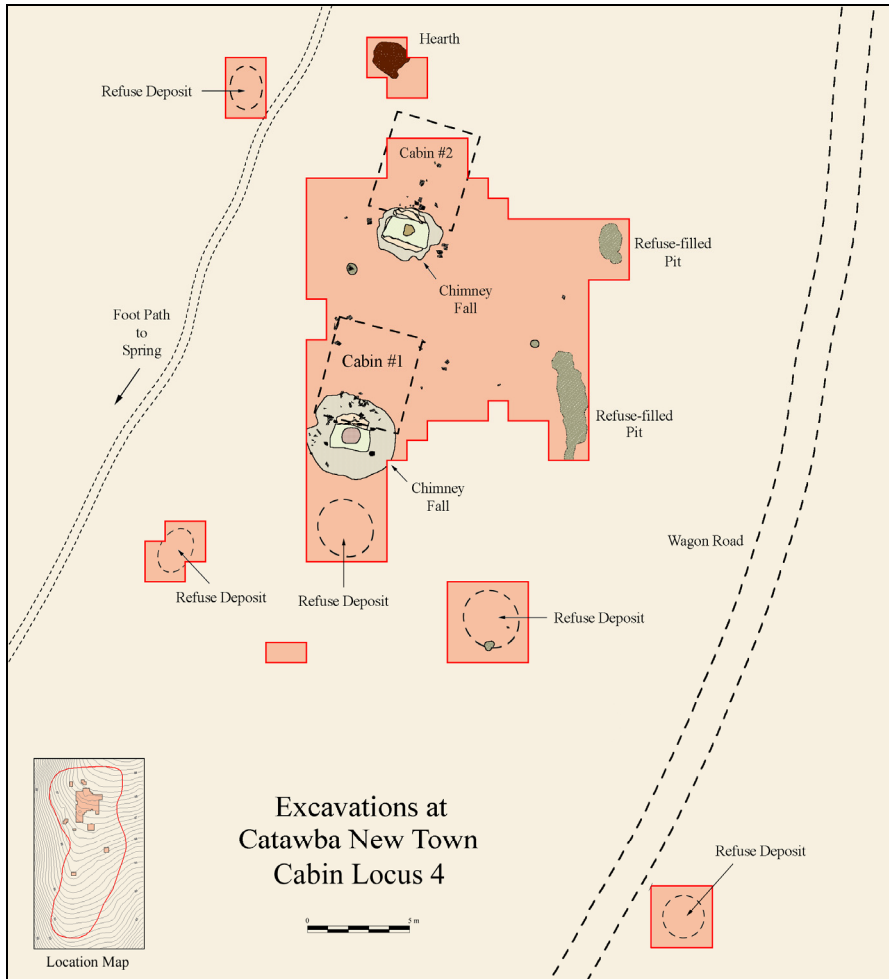 Hearth
Refuse Deposit
Cabin #2
Refuse-filled
Pit
Chimney
Fall
Foot Path
to
Spring
Cabin #1
Refuse-filled
Pit
Chimney
Fall
Wagon Road
Refuse Deposit
Refuse Deposit
Refuse Deposit
Excavations at
Catawba New Town
Cabin Locus 4
Refuse Deposit
0 5 m
Location Map